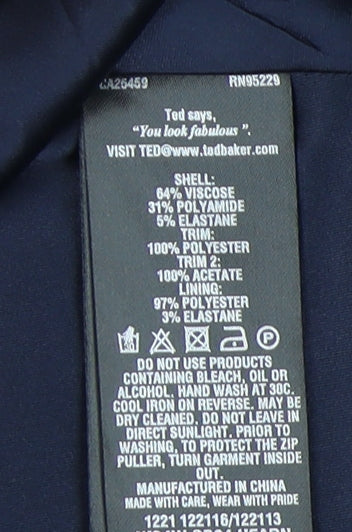 CA26459 RN95229
Ted says,
"You look fabulous ".
VISIT TED@www.tedbaker.com
SHELL:
64% VISCOSE
31% POLYAMIDE
5% ELASTANE
TRIM:
100% POLYESTER
TRIM 2:
100% ACETATE
LINING:
97% POLYESTER
3% ELASTANE
P
DO NOT USE PRODUCTS
CONTAINING BLEACH, OIL OR
ALCOHOL. HAND WASH AT 30C.
COOL IRON ON REVERSE. MAY BE
DRY CLEANED. DO NOT LEAVE IN
DIRECT SUNLIGHT. PRIOR TO
WASHING, TO PROTECT THE ZIP
PULLER, TURN GARMENT INSIDE
OUT.
MANUFACTURED IN CHINA
MADE WITH CARE, WEAR WITH PRIDE
1221 122116/122113